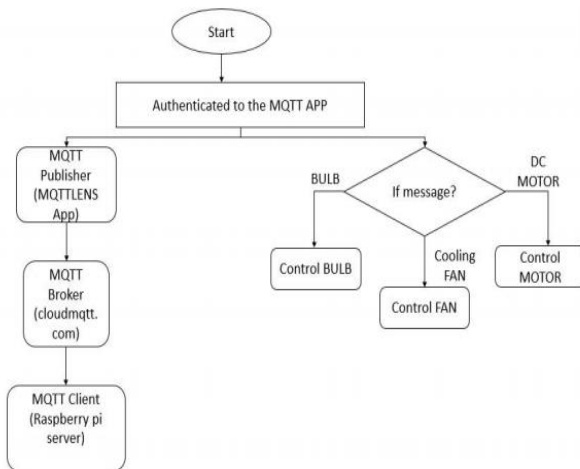 Start
Authenticated to the MQTT APP
MQTT
Publisher
(MQTTLENS
App)
MQTT
Broker
(cloudmqtt.
com)
MQTT Client
(Raspberry pi
server)
If message?
BULB
DC
MOTOR
Cooling
FAN
Control BULB
Control FAN
Control
MOTOR